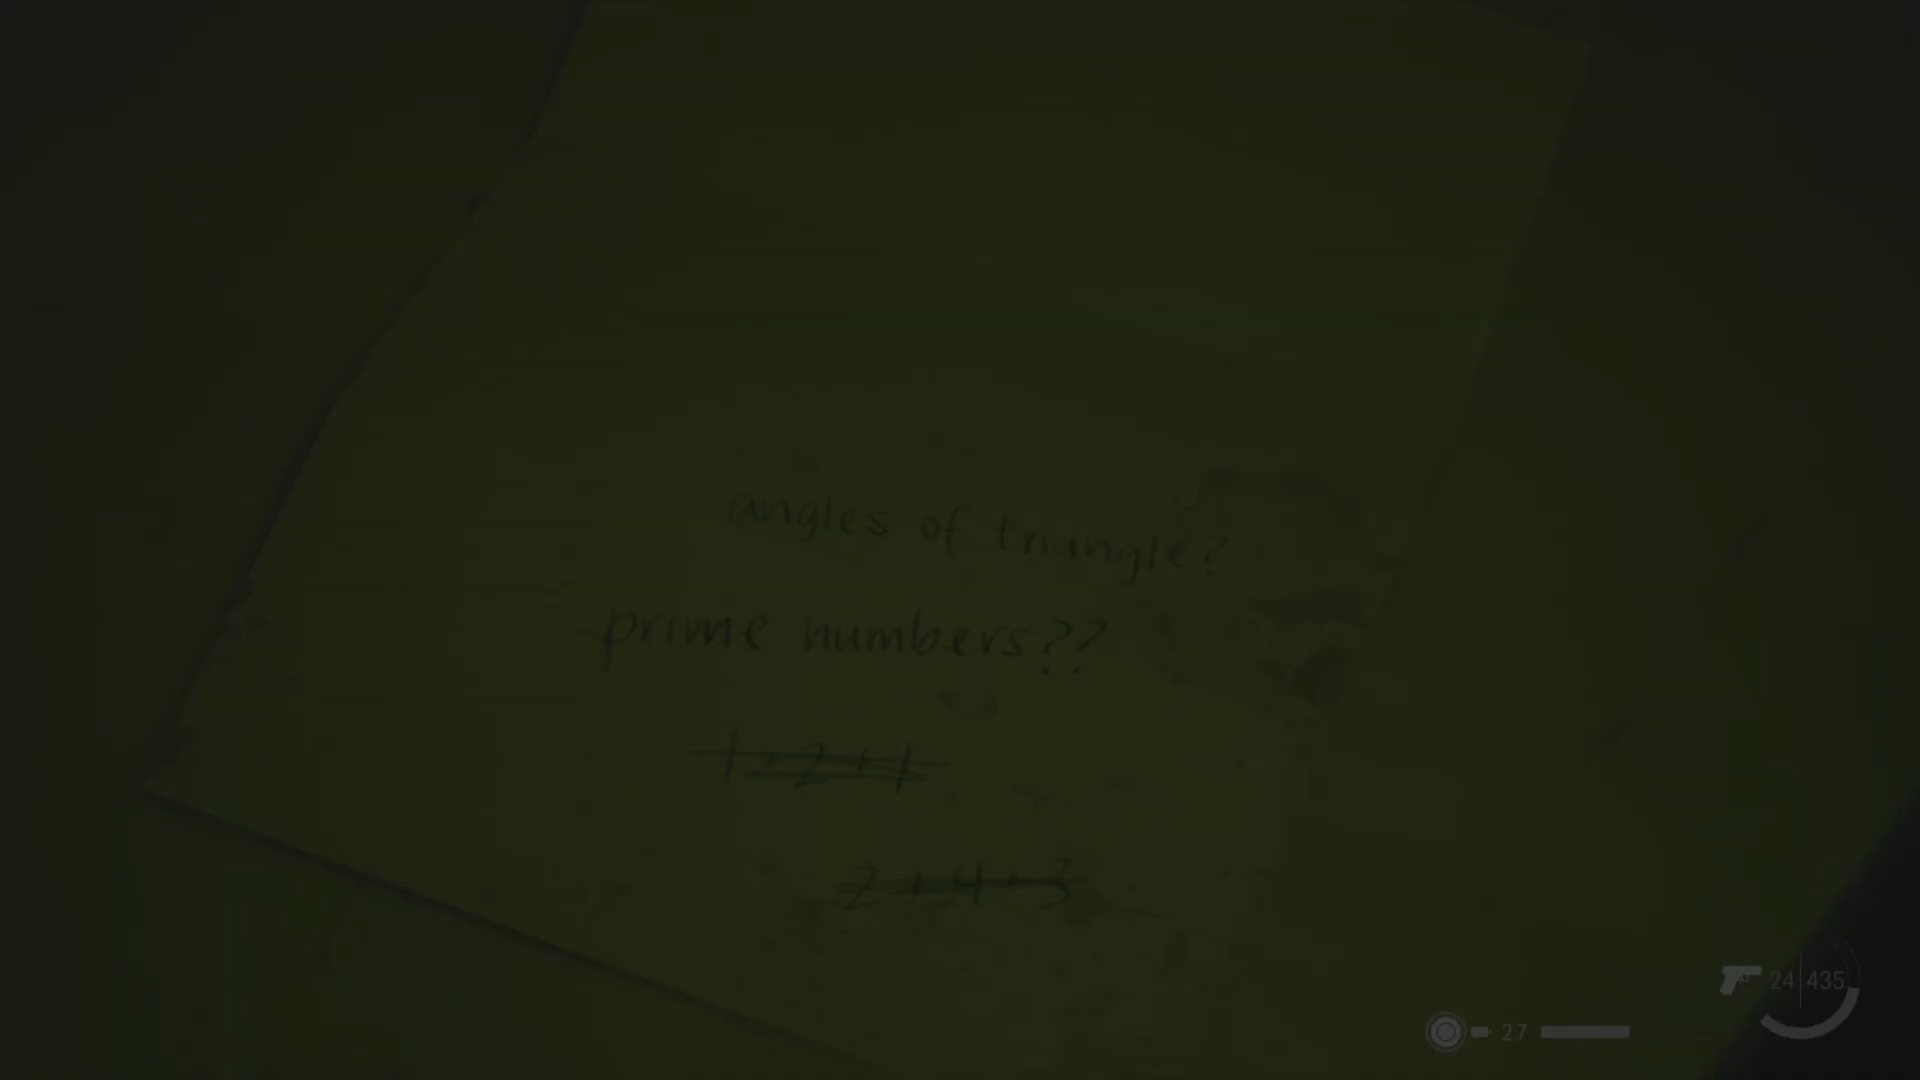 angles of triangle?
prime numbers??
1+2+1
2+4+3
24 435
27